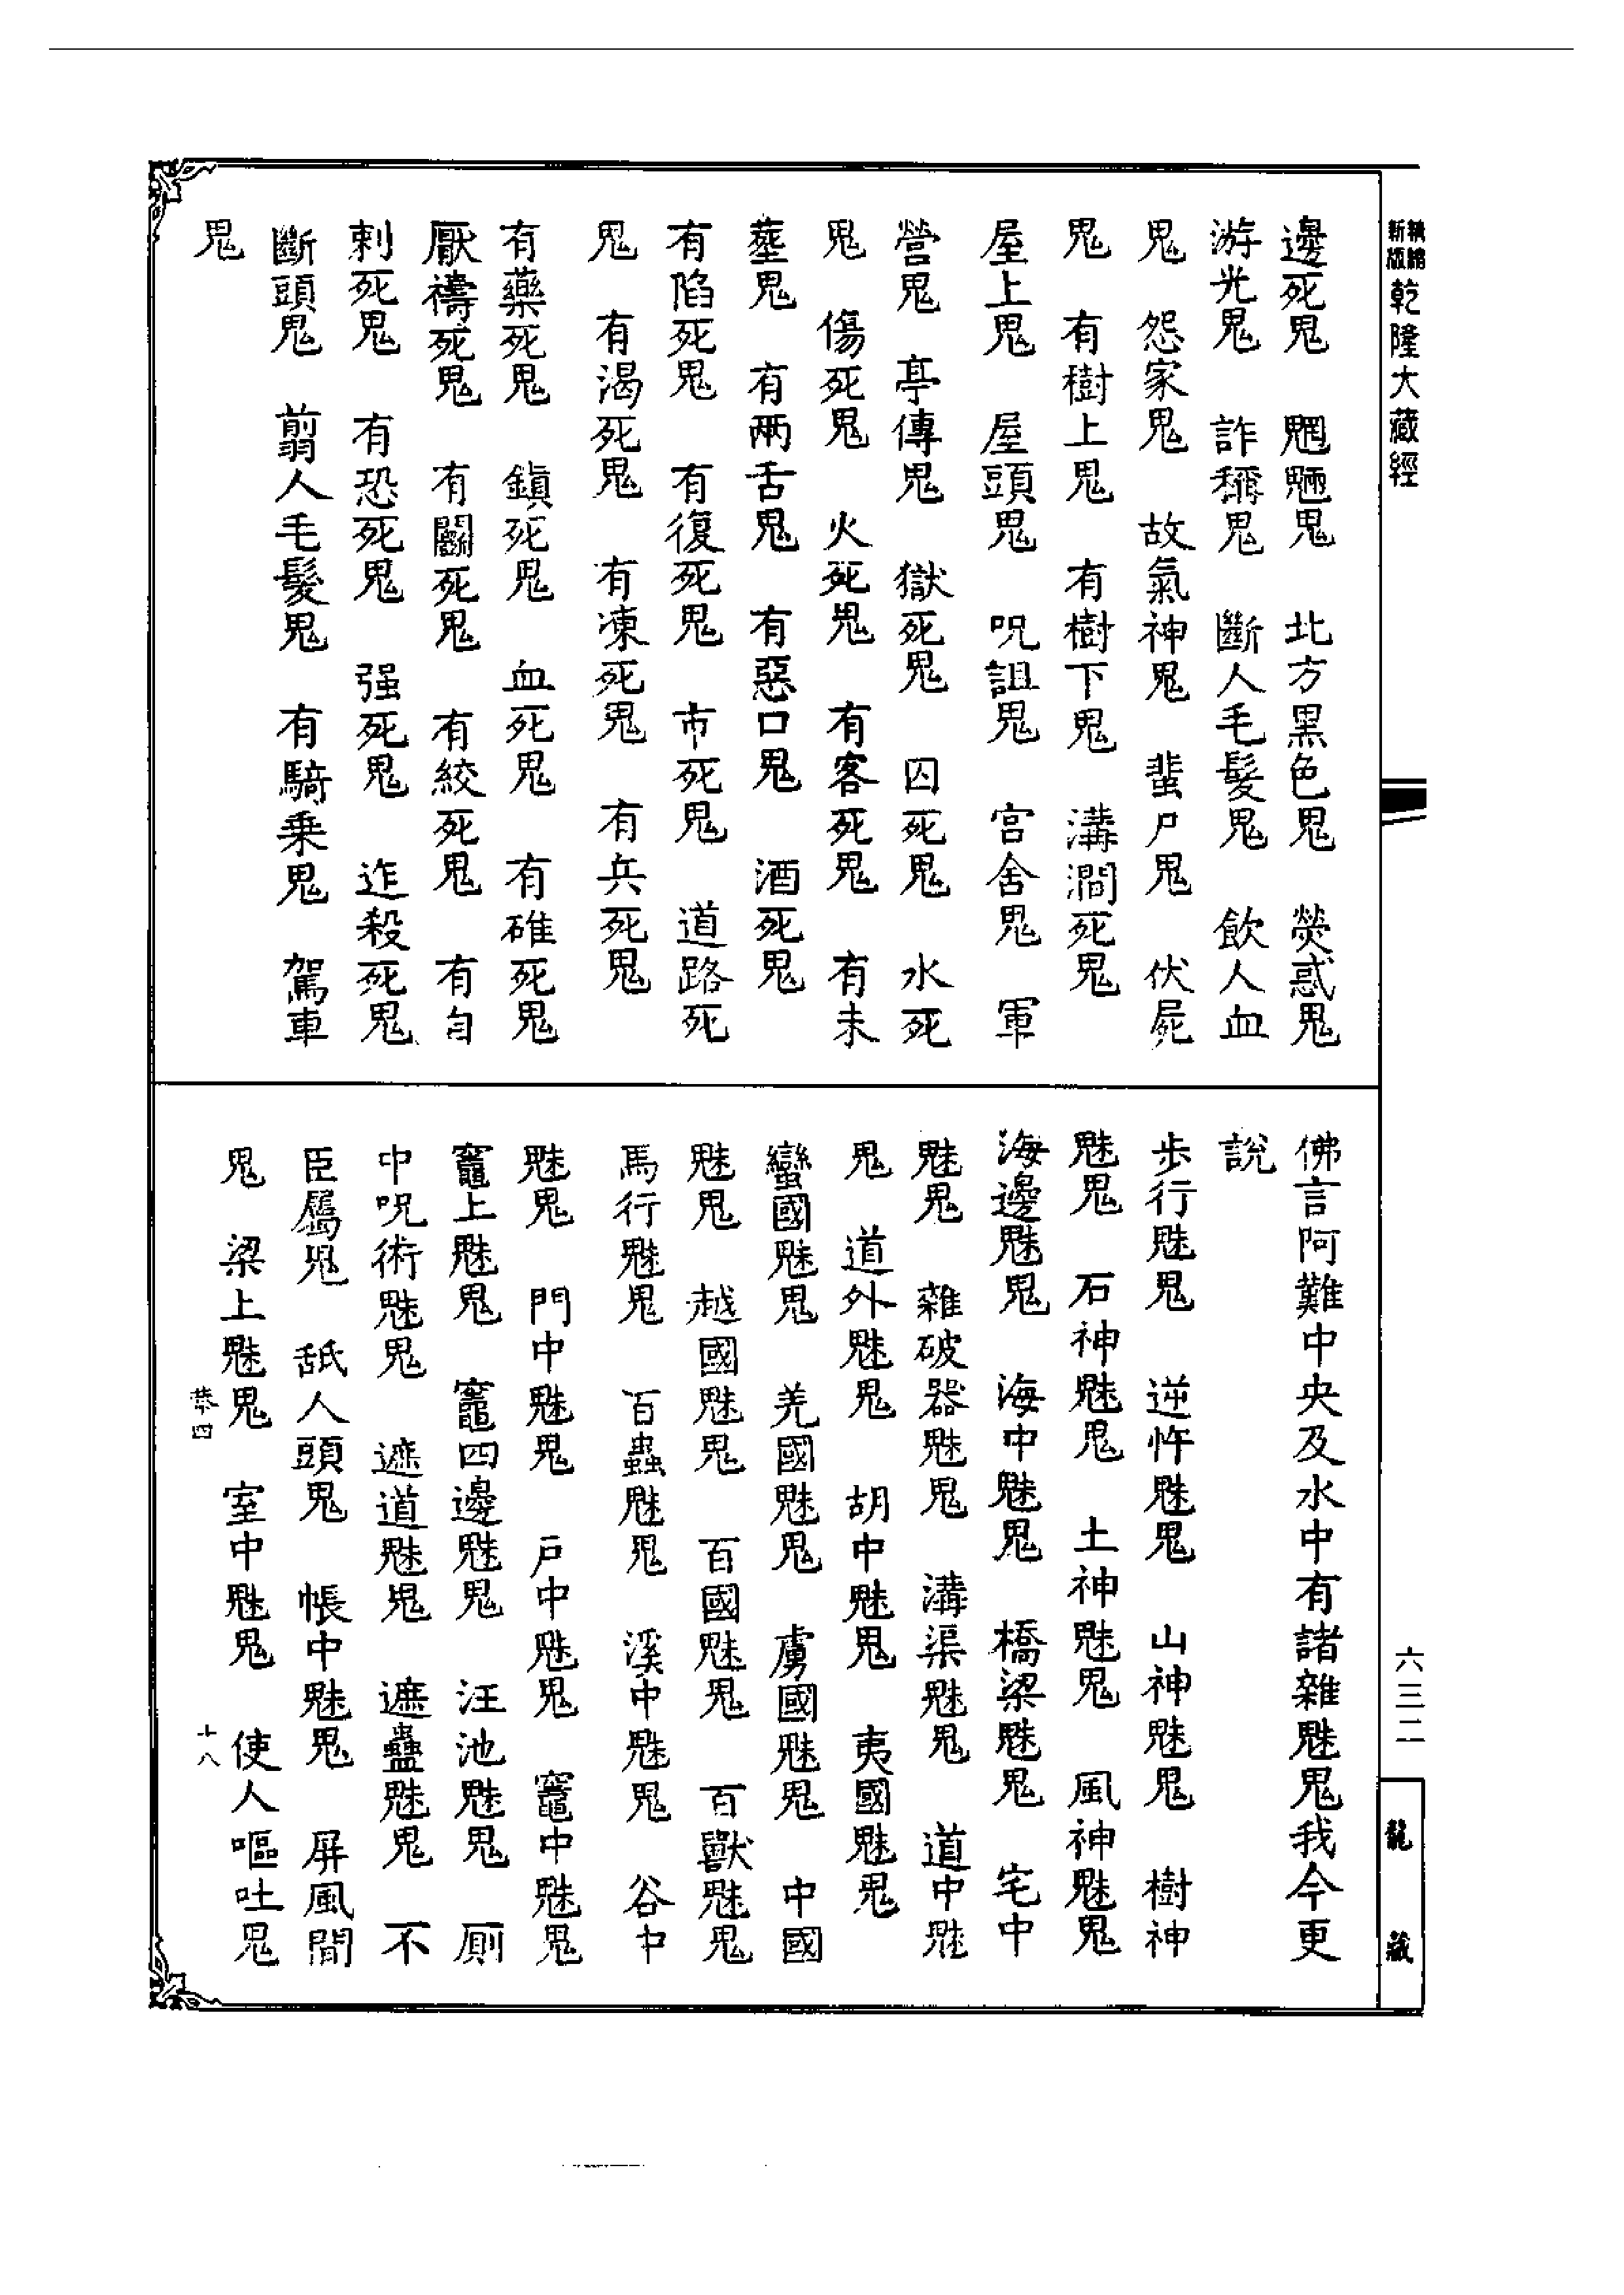 新版精縮乾隆大藏經
邊死鬼　魍魎鬼　北方黑色鬼　熒惑鬼
游光鬼　詐稱鬼　斷人毛髮鬼　飲人血
鬼　怨家鬼　故氣神鬼　蜚尸鬼　伏屍
鬼　有樹上鬼　有樹下鬼　溝澗死鬼
屋上鬼　屋頭鬼　呪詛鬼　宮舍鬼　軍
營鬼　亭傳鬼　獄死鬼　囚死鬼　水死
鬼　傷死鬼　火死鬼　有客死鬼　有未
塟鬼　有兩舌鬼　有惡口鬼　酒死鬼
有陷死鬼　有復死鬼　市死鬼　道路死
鬼　有渴死鬼　有凍死鬼　有兵死鬼
有藥死鬼　鎮死鬼　血死鬼　有碓死鬼
厭禱死鬼　有鬭死鬼　有絞死鬼　有自
刺死鬼　有恐死鬼　强死鬼　迮殺死鬼
斷頭鬼　翦人毛髮鬼　有騎乗鬼　駕車
鬼
佛言阿難中央及水中有諸雜魅鬼我今更
說
步行魅鬼　逆忤魅鬼　山神魅鬼　樹神
魅鬼　石神魅鬼　土神魅鬼　風神魅鬼
海邊魅鬼　海中魅鬼　橋梁魅鬼　宅中
魅鬼　雜破器魅鬼　溝渠魅鬼　道中魅
鬼　道外魅鬼　胡中魅鬼　夷國魅鬼
蠻國魅鬼　羌國魅鬼　虜國魅鬼　中國
魅鬼　越國魅鬼　百國魅鬼　百獸魅鬼
馬行魅鬼　百蟲魅鬼　溪中魅鬼　谷中
魅鬼　門中魅鬼　戶中魅鬼　竈中魅鬼
竈上魅鬼　竈四邊魅鬼　汪池魅鬼　厠
中呪術魅鬼　遮道魅鬼　遮蠱魅鬼　不
臣屬鬼　舐人頭鬼　帳中魅鬼　屏風間
鬼　梁上魅鬼　室中魅鬼　使人嘔吐鬼
四　十八
六三二
龍藏